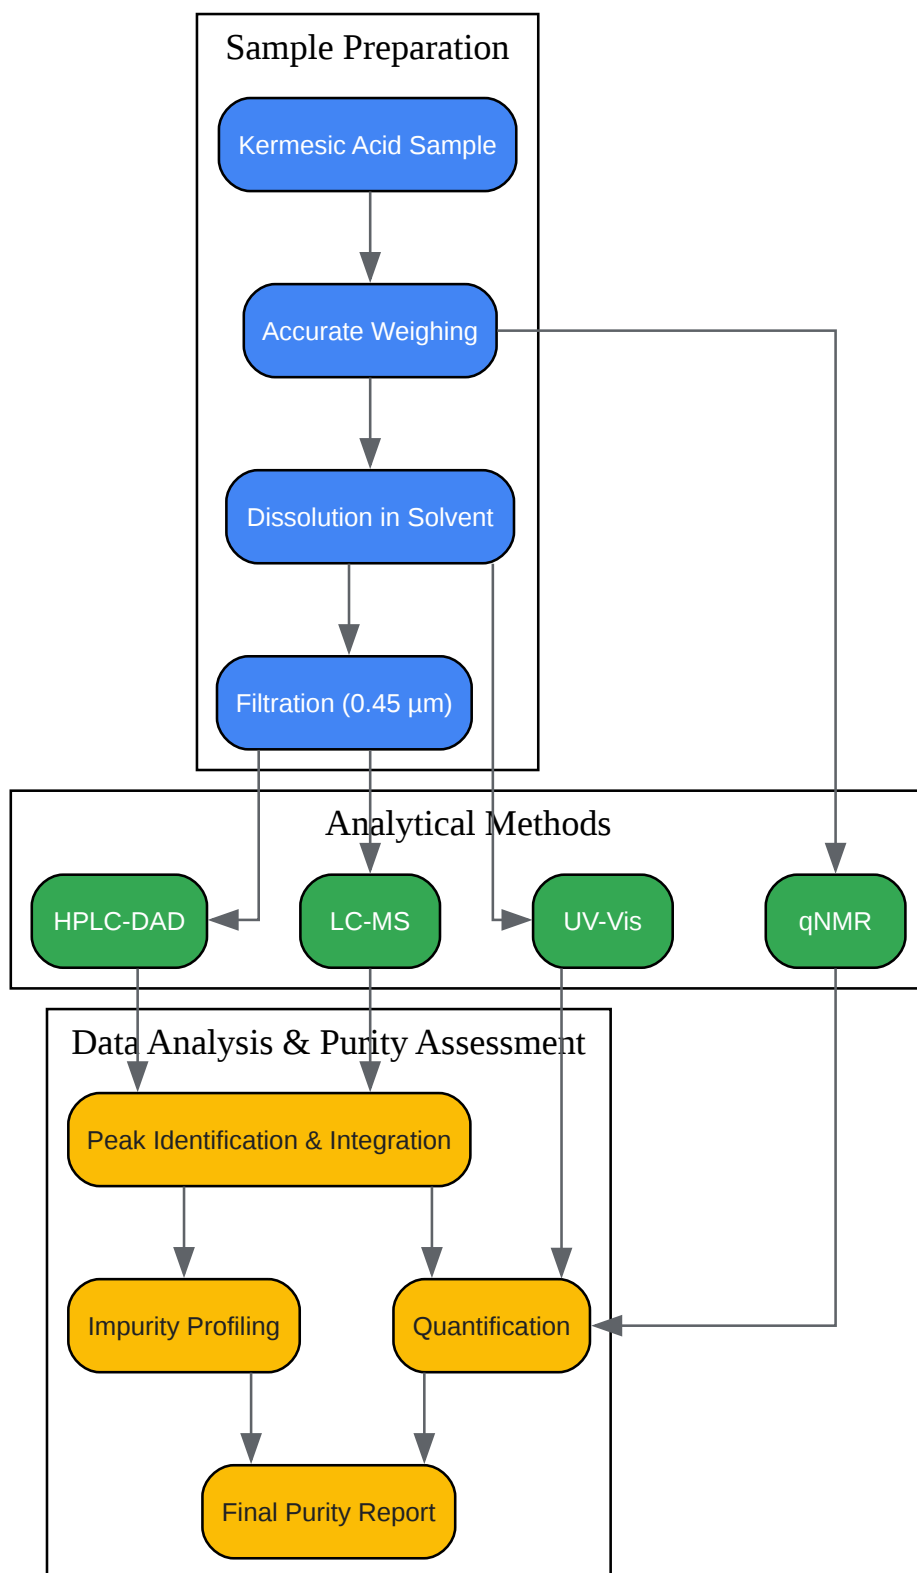 Sample Preparation
Kermesic Acid Sample
Accurate Weighing
Dissolution in Solvent
Filtration (0.45 µm)
Analytical Methods
HPLC-DAD
LC-MS
UV-Vis
qNMR
Data Analysis & Purity Assessment
Peak Identification & Integration
Impurity Profiling
Quantification
Final Purity Report